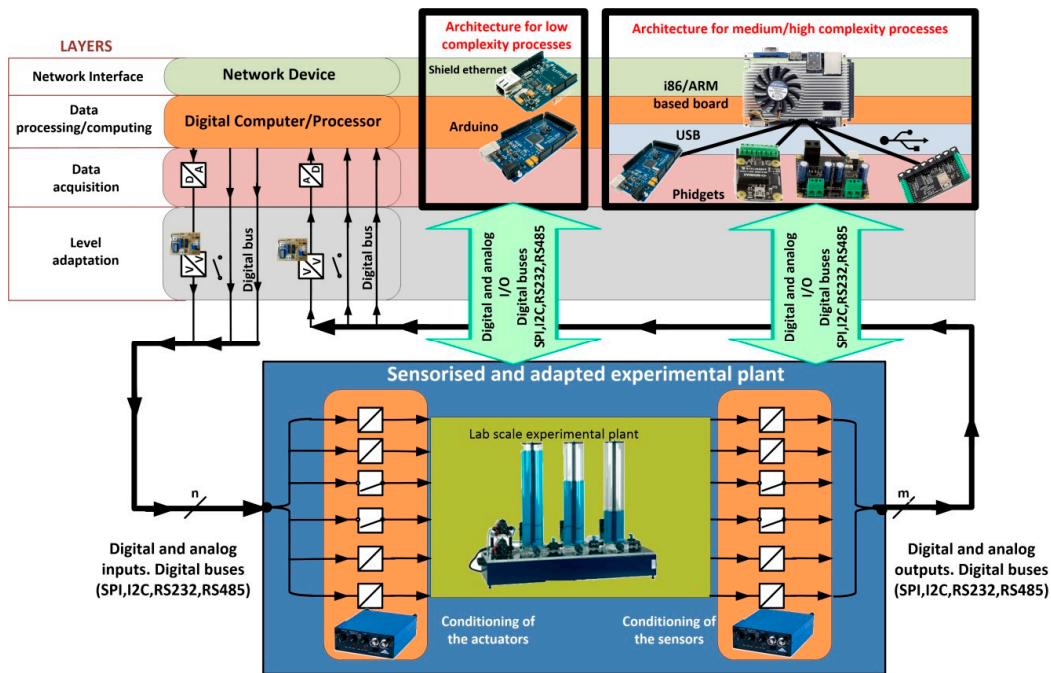 LAYERS
Network Interface
Data
processing/computing
Data
acquisition
Level
adaptation
Network Device
Digital Computer/Processor
D
A
A
D
V
V
Digital bus
V
V
Digital bus
Architecture for low
complexity processes
Shield ethernet
Arduino
Architecture for medium/high complexity processes
i86/ARM
based board
USB
Phidgets
Digital and analog
I/O
Digital buses
SPI,I2C,RS232,RS485
Digital and analog
I/O
Digital buses
SPI,I2C,RS232,RS485
Sensorised and adapted experimental plant
Lab scale experimental plant
n
m
Digital and analog
inputs. Digital buses
(SPI,I2C,RS232,RS485)
Digital and analog
outputs. Digital buses
(SPI,I2C,RS232,RS485)
Conditioning of
the actuators
Conditioning of
the sensors